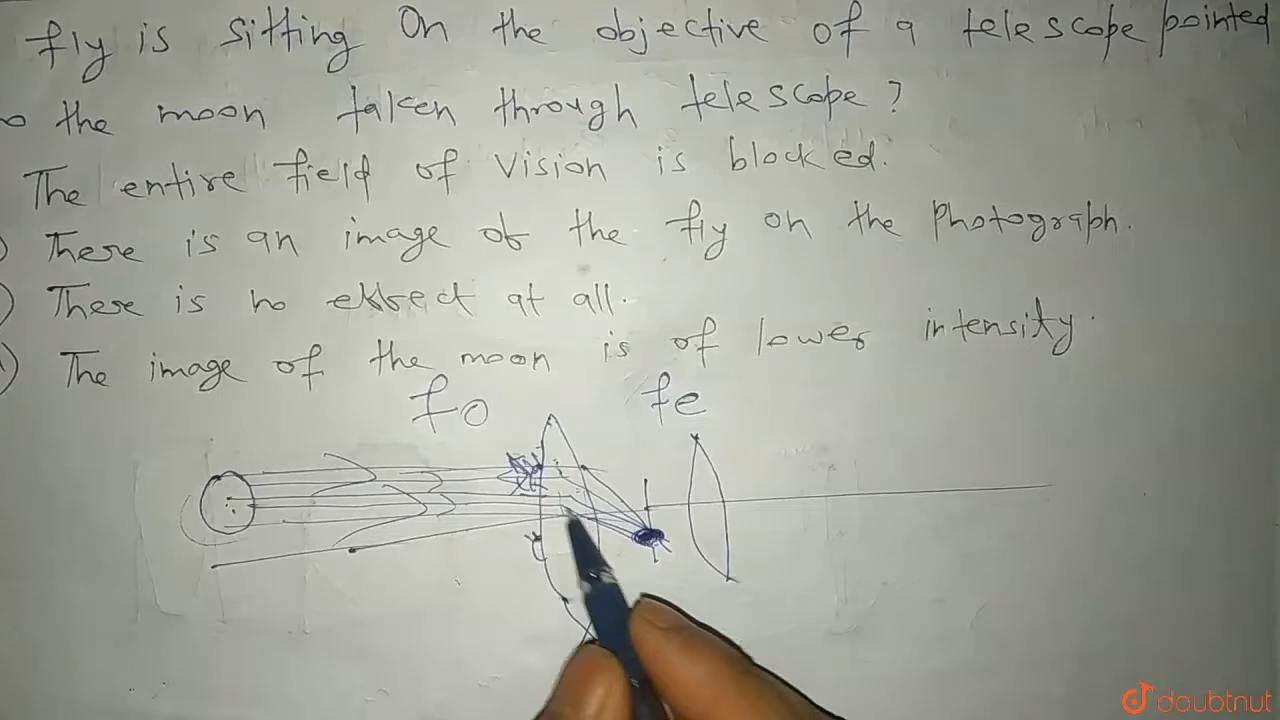 fly is sitting On the objective of a telescope pointed
the moon taken through telescope?
The entire field of Vision is blocked.
) There is an image of the fly on the photograph.
) There is no effect at all.
) The image of the moon is of lower intensity.
fo fe
doubtnut